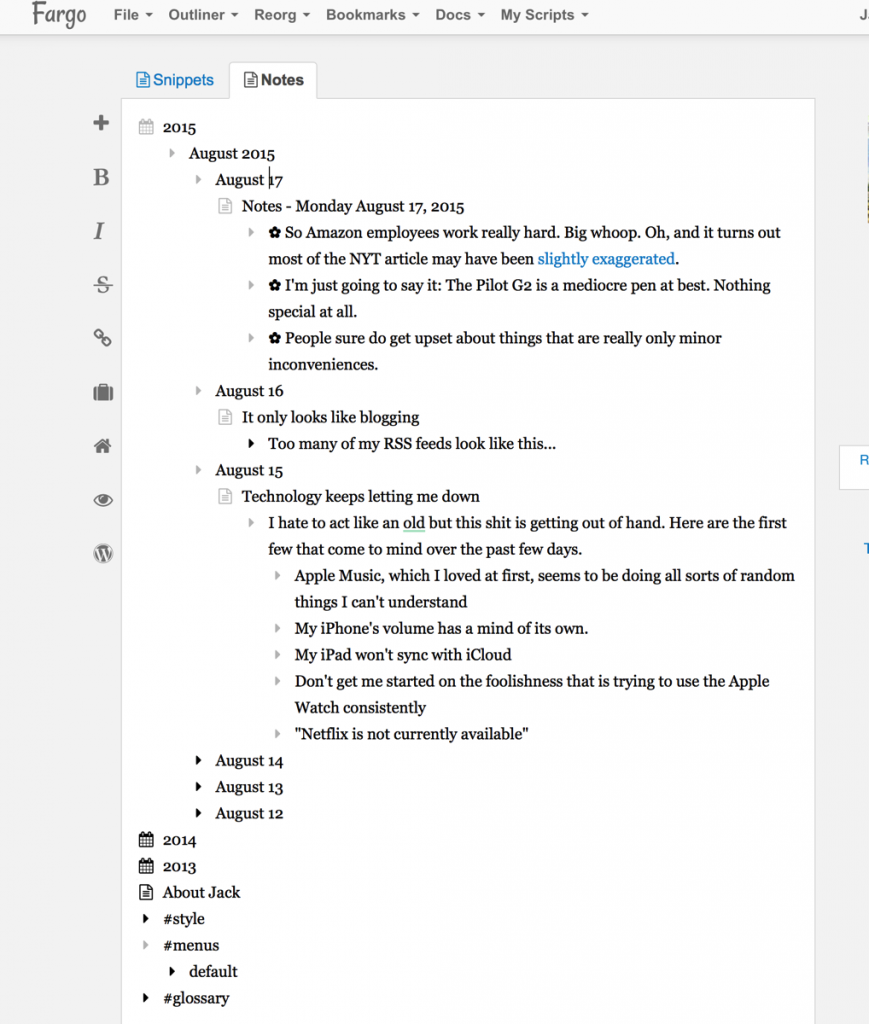 Fargo File Outliner Reorg Bookmarks Docs My Scripts
Snippets Notes
2015
August 2015
August 17
Notes - Monday August 17, 2015
✿ So Amazon employees work really hard. Big whoop. Oh, and it turns out
most of the NYT article may have been slightly exaggerated.
✿ I'm just going to say it: The Pilot G2 is a mediocre pen at best. Nothing
special at all.
✿ People sure do get upset about things that are really only minor
inconveniences.
August 16
It only looks like blogging
Too many of my RSS feeds look like this...
August 15
Technology keeps letting me down
I hate to act like an old but this shit is getting out of hand. Here are the first
few that come to mind over the past few days.
Apple Music, which I loved at first, seems to be doing all sorts of random
things I can't understand
My iPhone's volume has a mind of its own.
My iPad won't sync with iCloud
Don't get me started on the foolishness that is trying to use the Apple
Watch consistently
"Netflix is not currently available"
August 14
August 13
August 12
2014
2013
About Jack
#style
#menus
default
#glossary